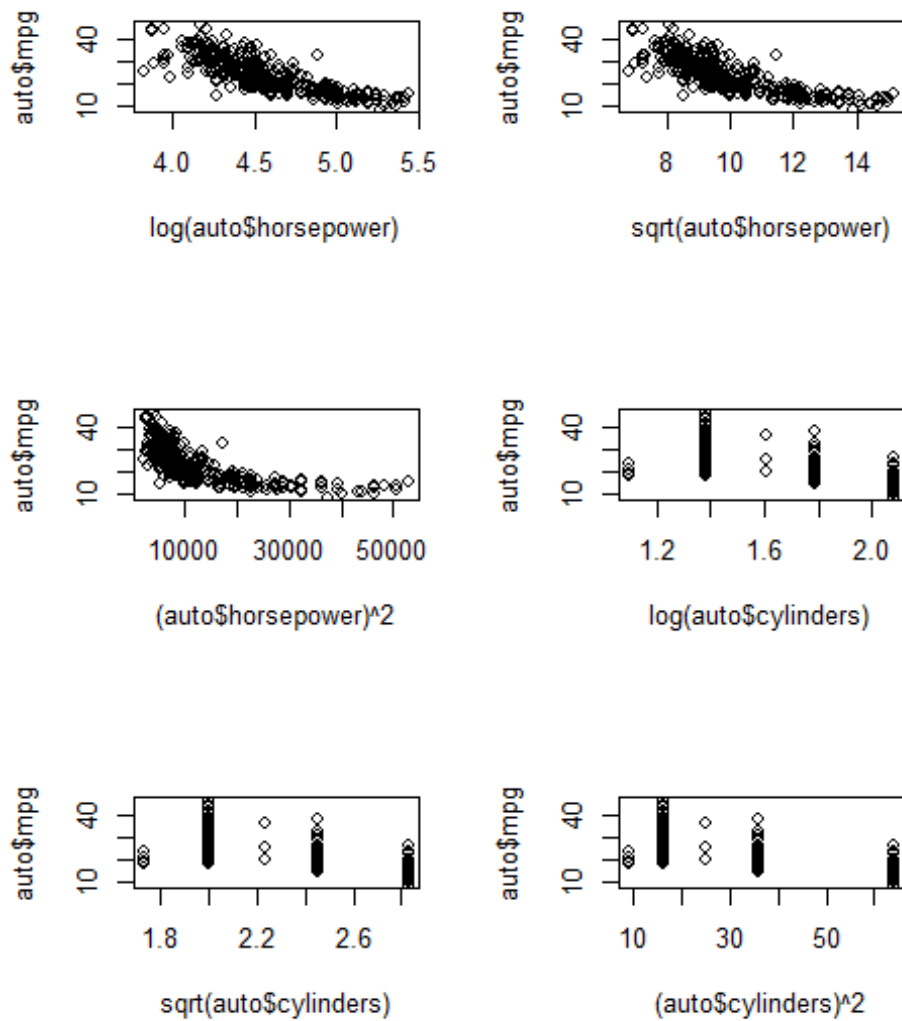 auto$mpg
40
10
4.0 4.5 5.0 5.5
log(auto$horsepower)
auto$mpg
40
10
8 10 12 14
sqrt(auto$horsepower)
auto$mpg
40
10
10000 30000 50000
(auto$horsepower)^2
auto$mpg
40
10
1.2 1.6 2.0
log(auto$cylinders)
auto$mpg
40
10
1.8 2.2 2.6
sqrt(auto$cylinders)
auto$mpg
40
10
10 30 50
(auto$cylinders)^2